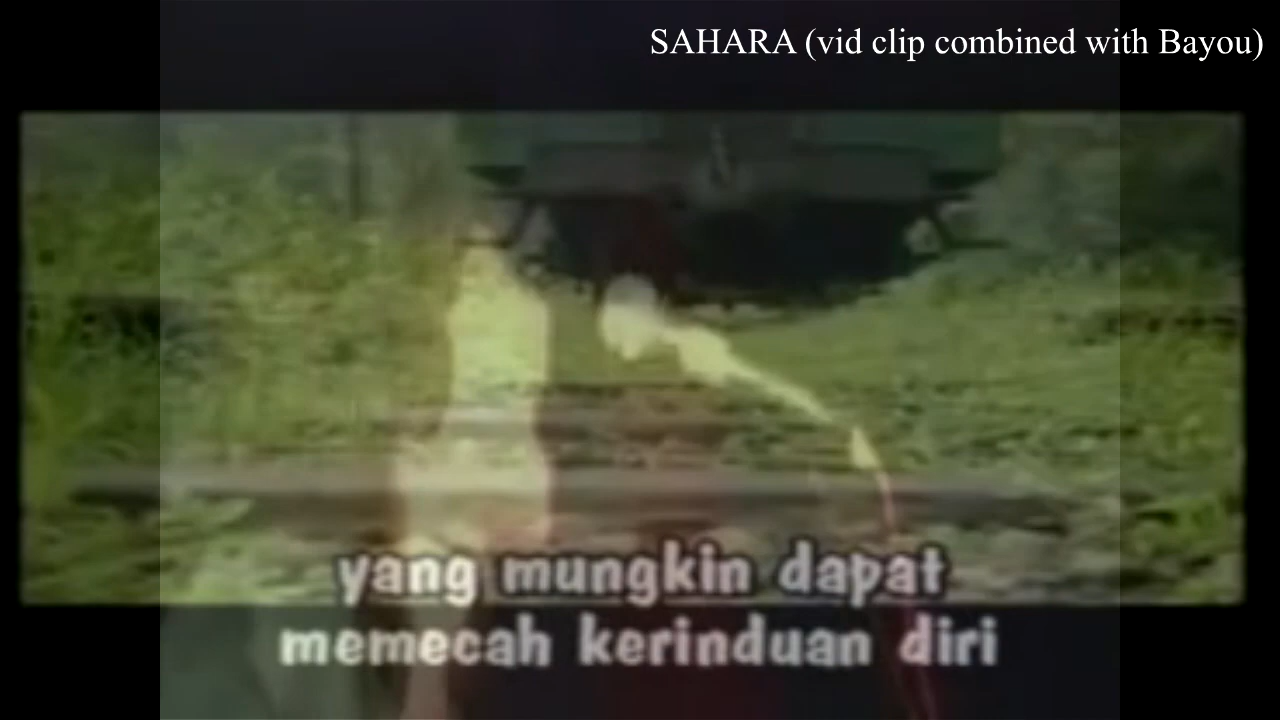 SAHARA (vid clip combined with Bayou)
yang mungkin dapat
memecah kerinduan diri